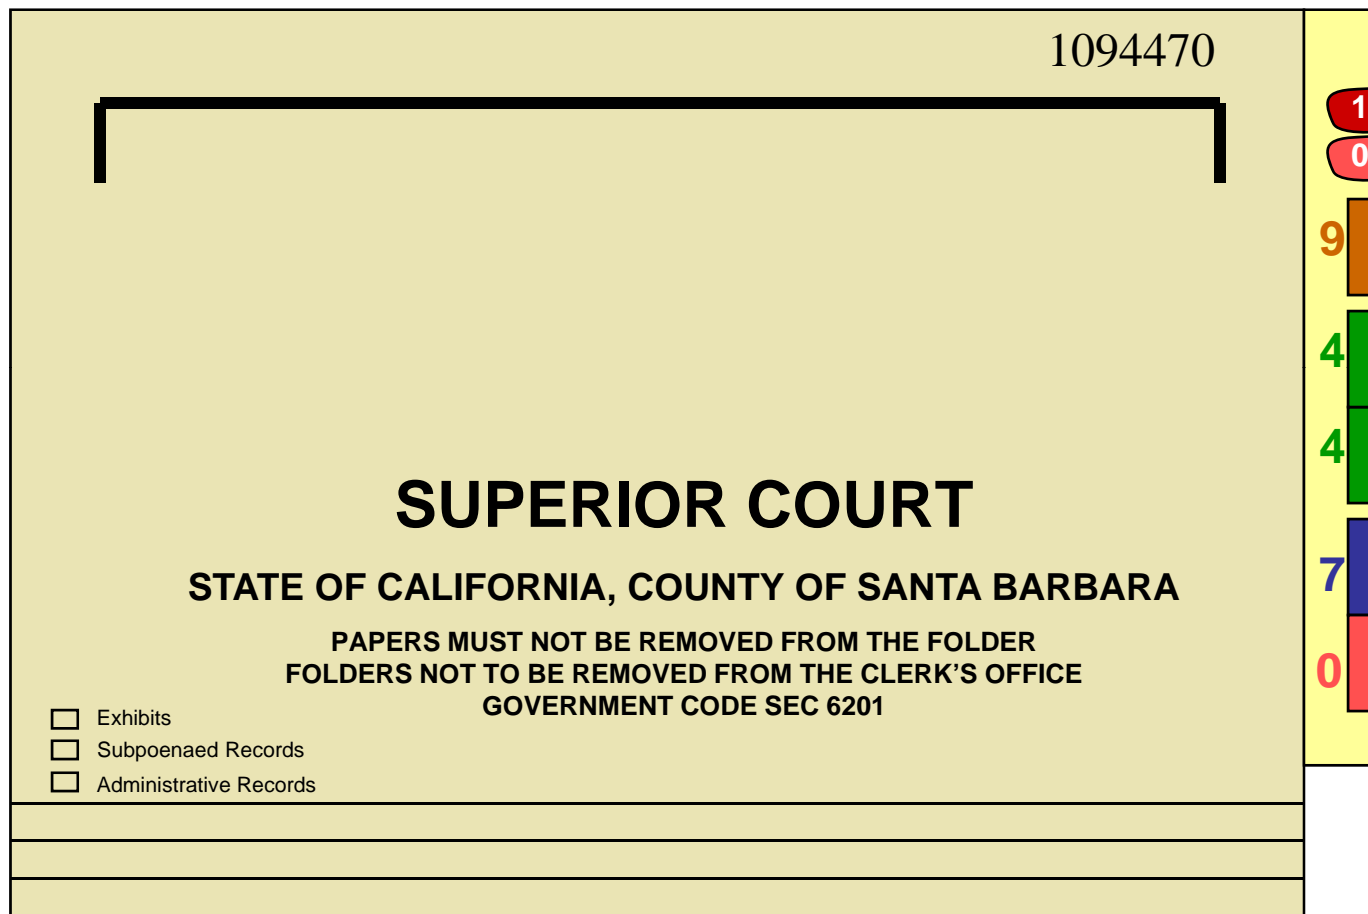 1094470
1
0
9
4
4
7
0
SUPERIOR COURT
STATE OF CALIFORNIA, COUNTY OF SANTA BARBARA
PAPERS MUST NOT BE REMOVED FROM THE FOLDER
FOLDERS NOT TO BE REMOVED FROM THE CLERK’S OFFICE
GOVERNMENT CODE SEC 6201
Exhibits
Subpoenaed Records
Administrative Records